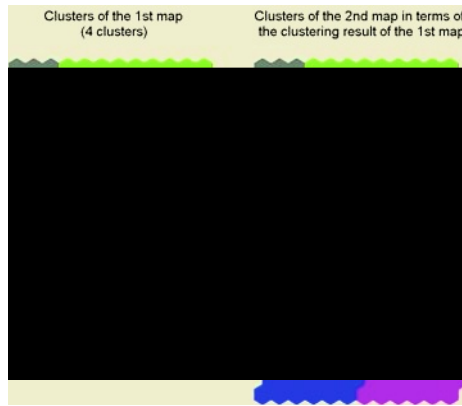 Clusters of the 1st map
(4 clusters)
Clusters of the 2nd map in terms of
the clustering result of the 1st map